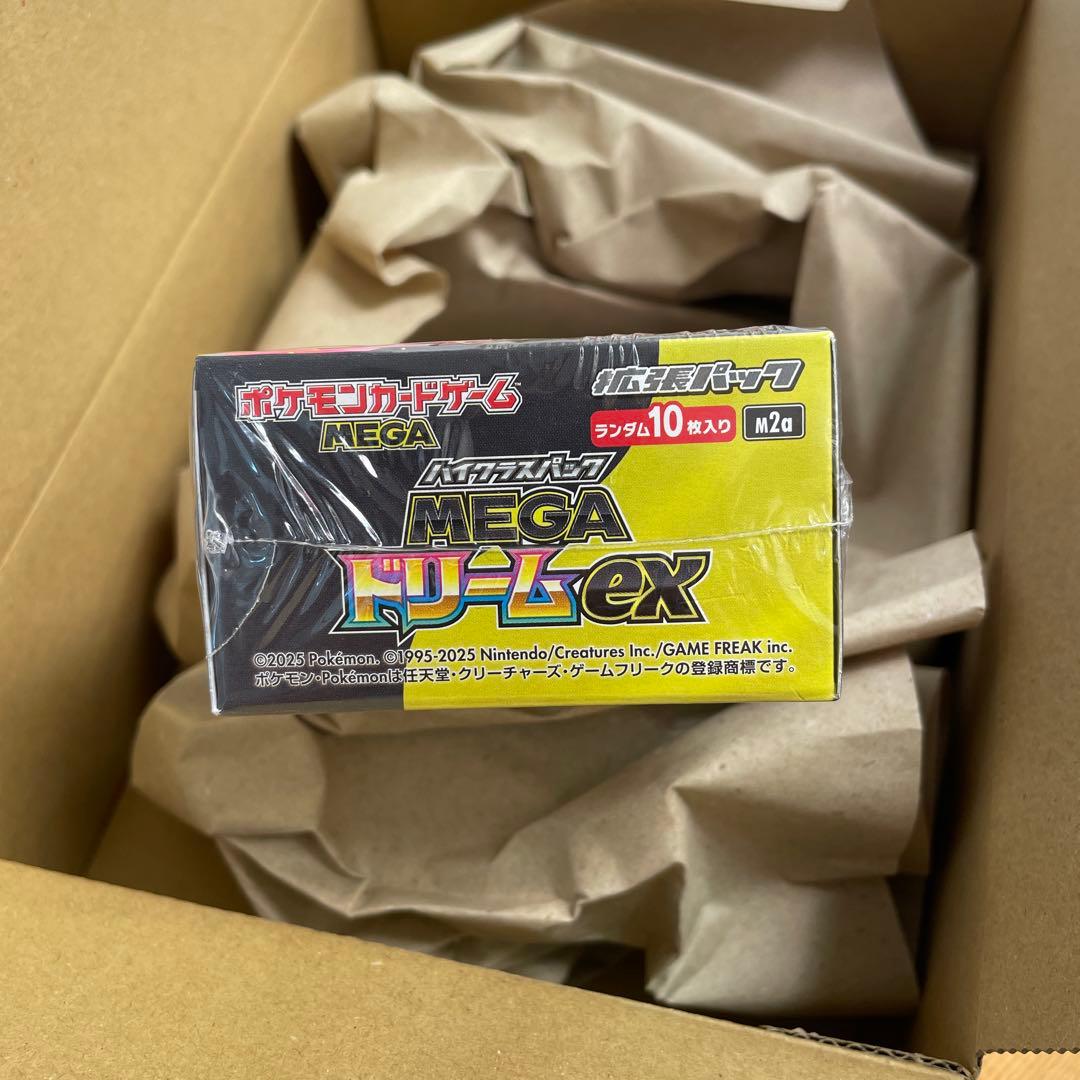 ポケモンカードゲーム™
MEGA
拡張パック
ランダム10枚入り M2a
ハイクラスパック
MEGA
ドリームex
©2025 Pokémon. ©1995-2025 Nintendo/Creatures Inc./GAME FREAK inc.
ポケモン・Pokémonは任天堂・クリーチャーズ・ゲームフリークの登録商標です。